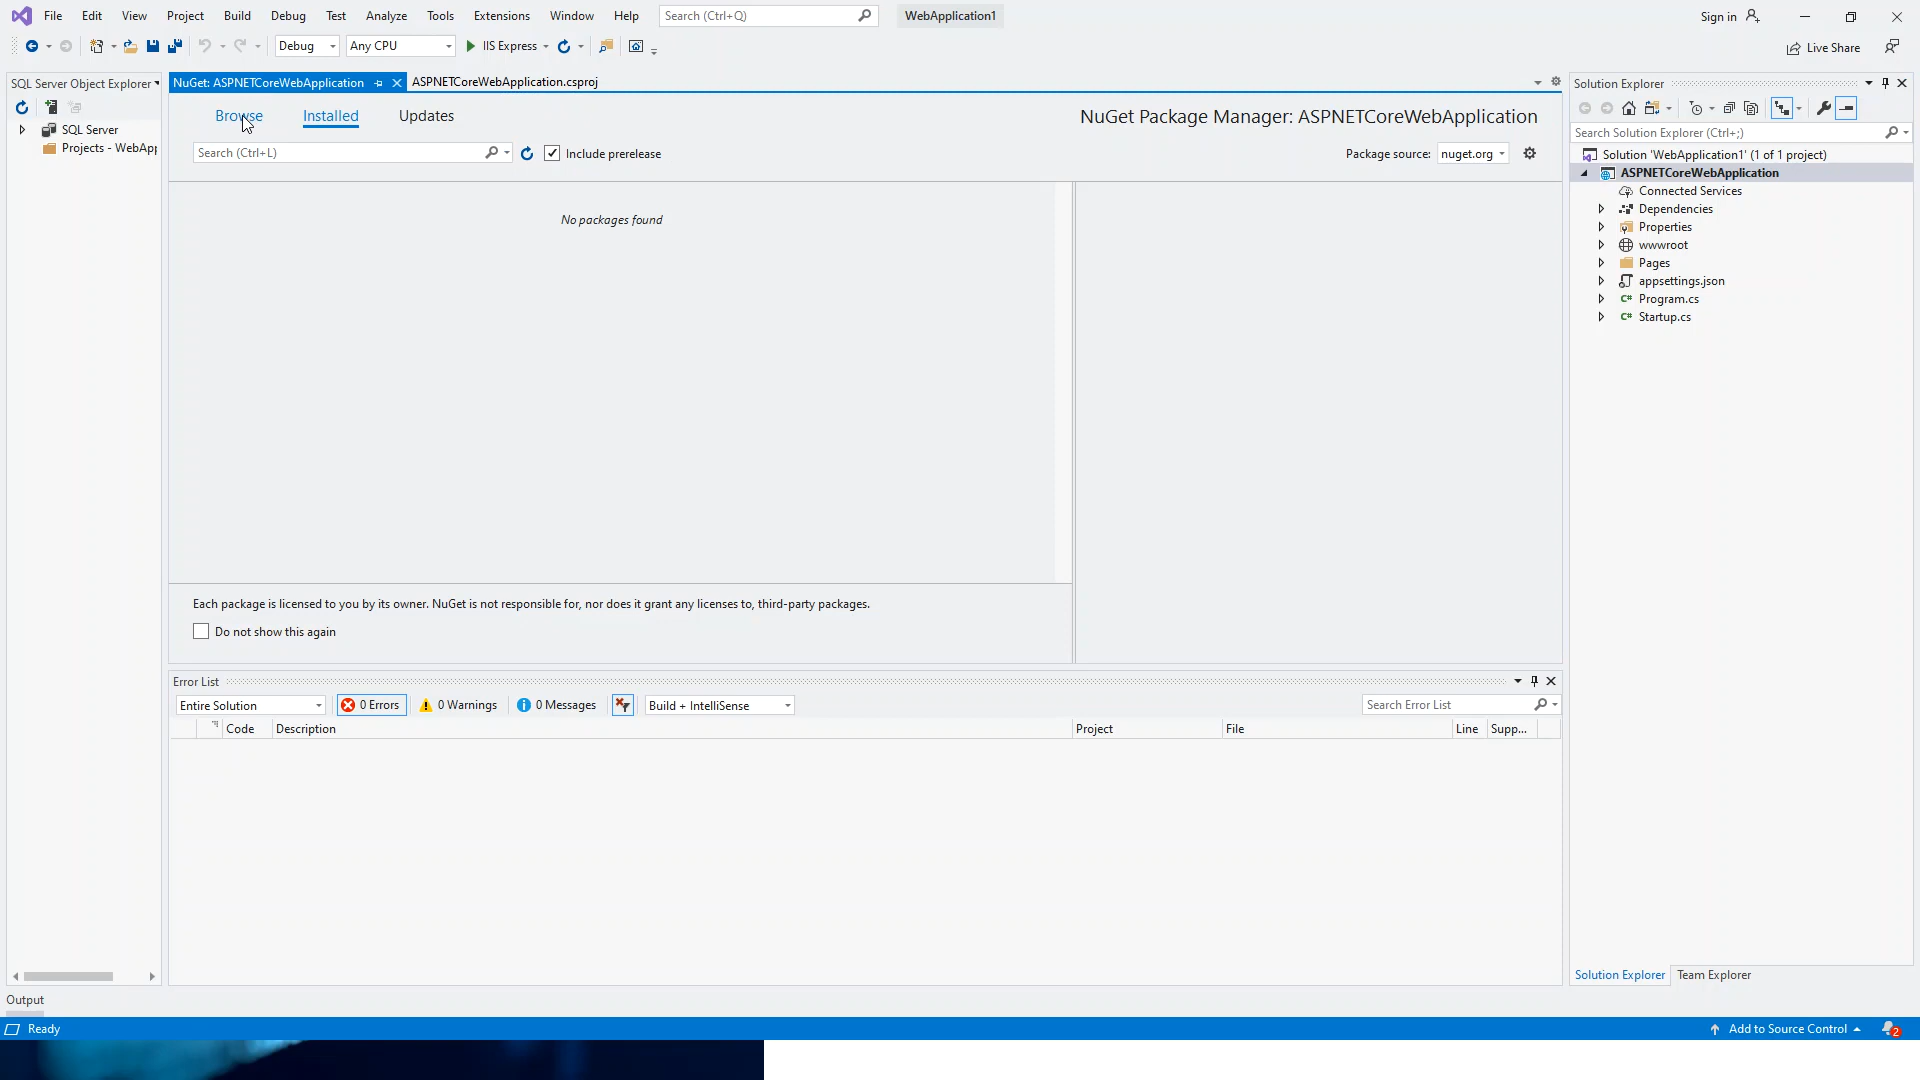 File Edit View Project Build Debug Test Analyze Tools Extensions Window Help Search (Ctrl+Q) WebApplication1 Sign in
Debug Any CPU IIS Express Live Share
SQL Server Object Explorer
SQL Server
Projects - WebApp
NuGet: ASPNETCoreWebApplication ASPNETCoreWebApplication.csproj
Browse Installed Updates NuGet Package Manager: ASPNETCoreWebApplication
Search (Ctrl+L) Include prerelease Package source: nuget.org
No packages found
Each package is licensed to you by its owner. NuGet is not responsible for, nor does it grant any licenses to, third-party packages.
Do not show this again
Error List
Entire Solution 0 Errors 0 Warnings 0 Messages Build + IntelliSense Search Error List
Code Description Project File Line Supp...
Solution Explorer
Search Solution Explorer (Ctrl+;)
Solution 'WebApplication1' (1 of 1 project)
ASPNETCoreWebApplication
Connected Services
Dependencies
Properties
wwwroot
Pages
appsettings.json
C# Program.cs
C# Startup.cs
Solution Explorer Team Explorer
Output
Ready Add to Source Control 2